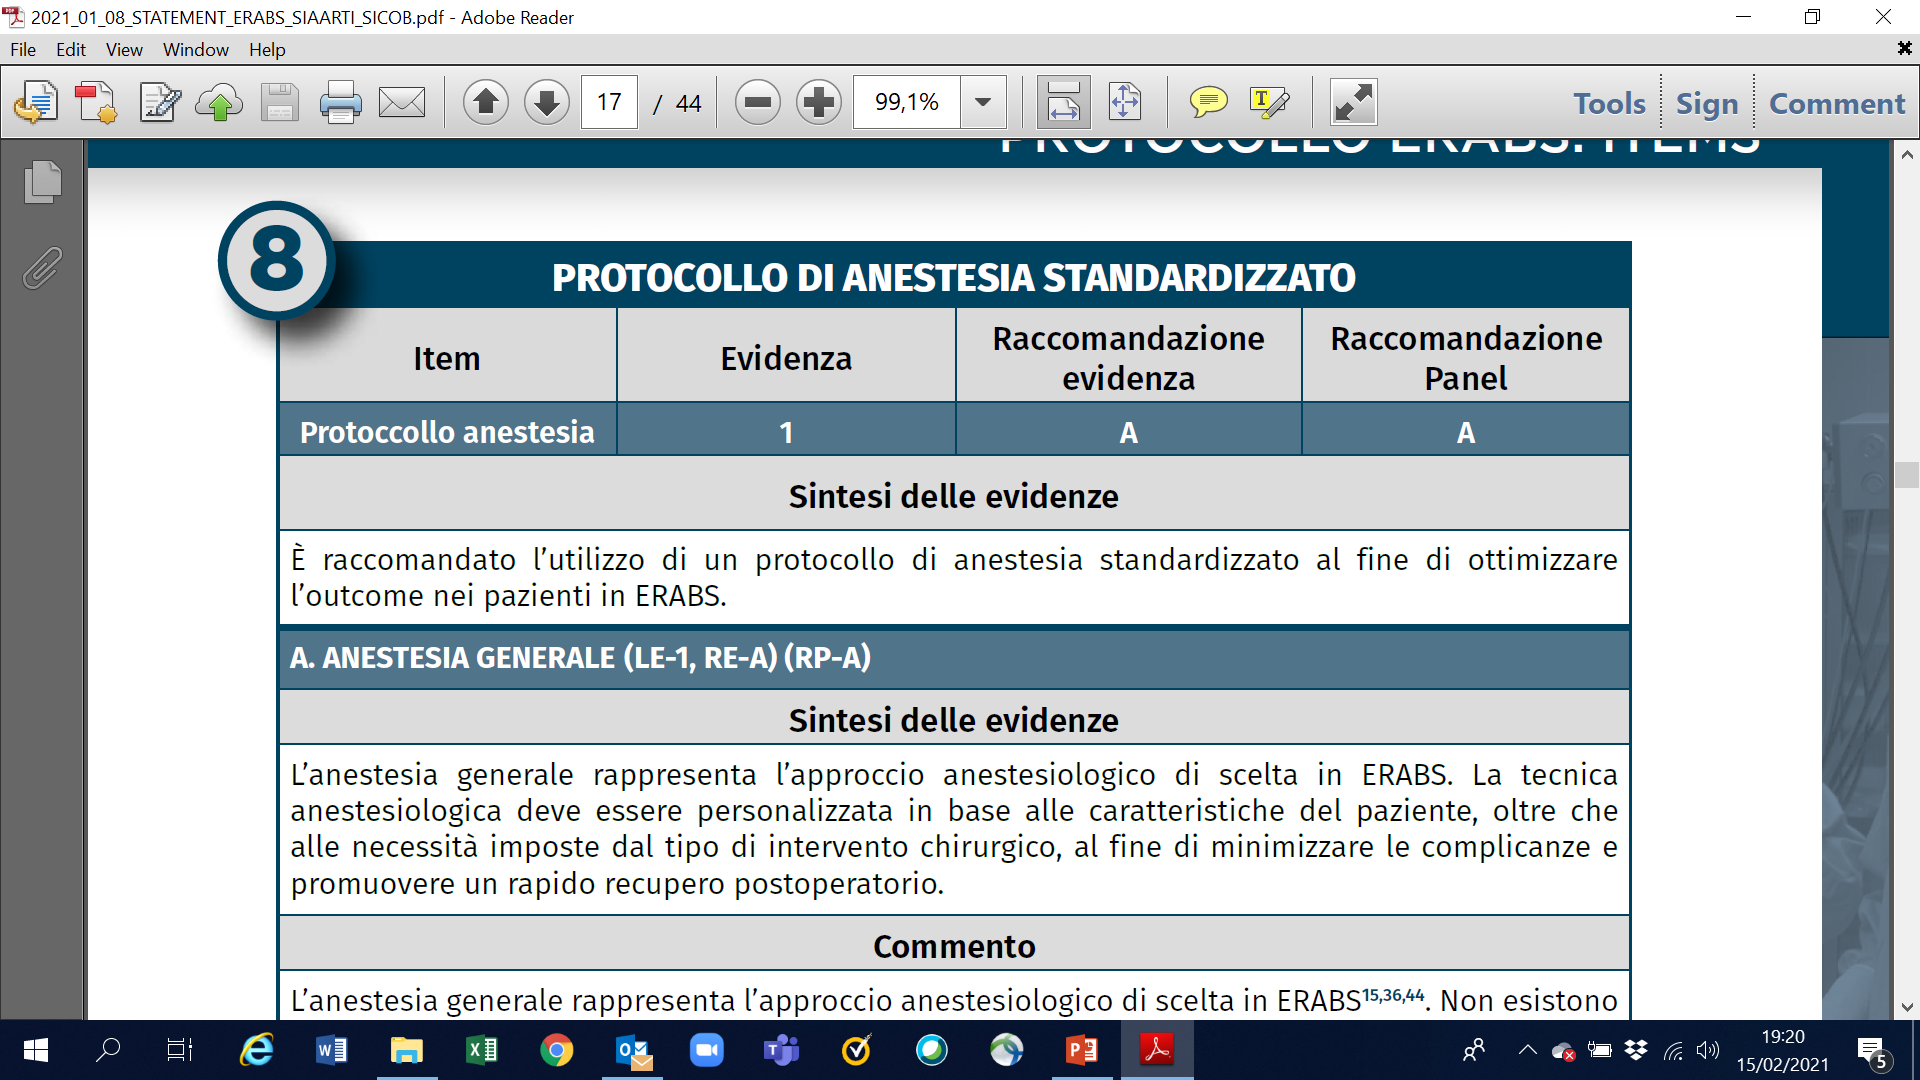 2021_01_08_STATEMENT_ERABS_SIAARTI_SICOB.pdf - Adobe Reader
File Edit View Window Help
17 / 44 99,1% Tools Sign Comment
PROTOCOLLO ERABS: ITEMS
8
PROTOCOLLO DI ANESTESIA STANDARDIZZATO
Item Evidenza Raccomandazione evidenza Raccomandazione Panel
Protoccollo anestesia 1 A A
Sintesi delle evidenze
È raccomandato l’utilizzo di un protocollo di anestesia standardizzato al fine di ottimizzare
l’outcome nei pazienti in ERABS.
A. ANESTESIA GENERALE (LE-1, RE-A) (RP-A)
Sintesi delle evidenze
L’anestesia generale rappresenta l’approccio anestesiologico di scelta in ERABS. La tecnica
anestesiologica deve essere personalizzata in base alle caratteristiche del paziente, oltre che
alle necessità imposte dal tipo di intervento chirurgico, al fine di minimizzare le complicanze e
promuovere un rapido recupero postoperatorio.
Commento
L’anestesia generale rappresenta l’approccio anestesiologico di scelta in ERABS15,36,44. Non esistono
19:20
15/02/2021
5